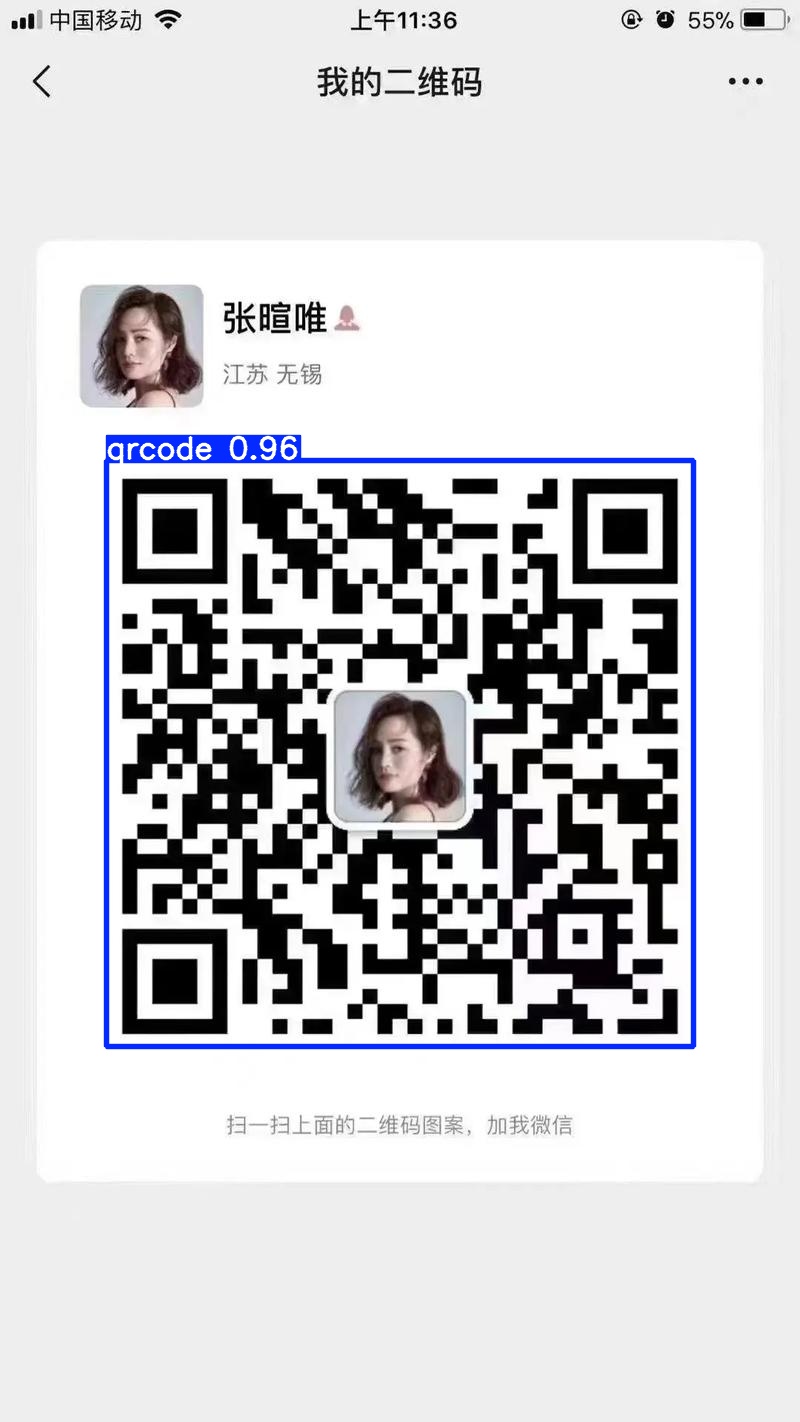 中国移动 上午11:36 55%
我的二维码
张暄唯
江苏 无锡
qrcode 0.96
扫一扫上面的二维码图案，加我微信